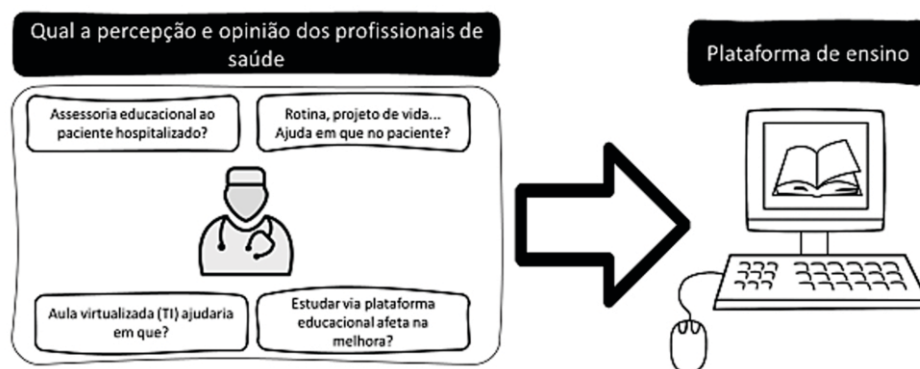 Qual a percepção e opinião dos profissionais de
saúde
Assessoria educacional ao
paciente hospitalizado?
Rotina, projeto de vida...
Ajuda em que no paciente?
Aula virtualizada (TI) ajudaria
em que?
Estudar via plataforma
educacional afeta na
melhora?
Plataforma de ensino